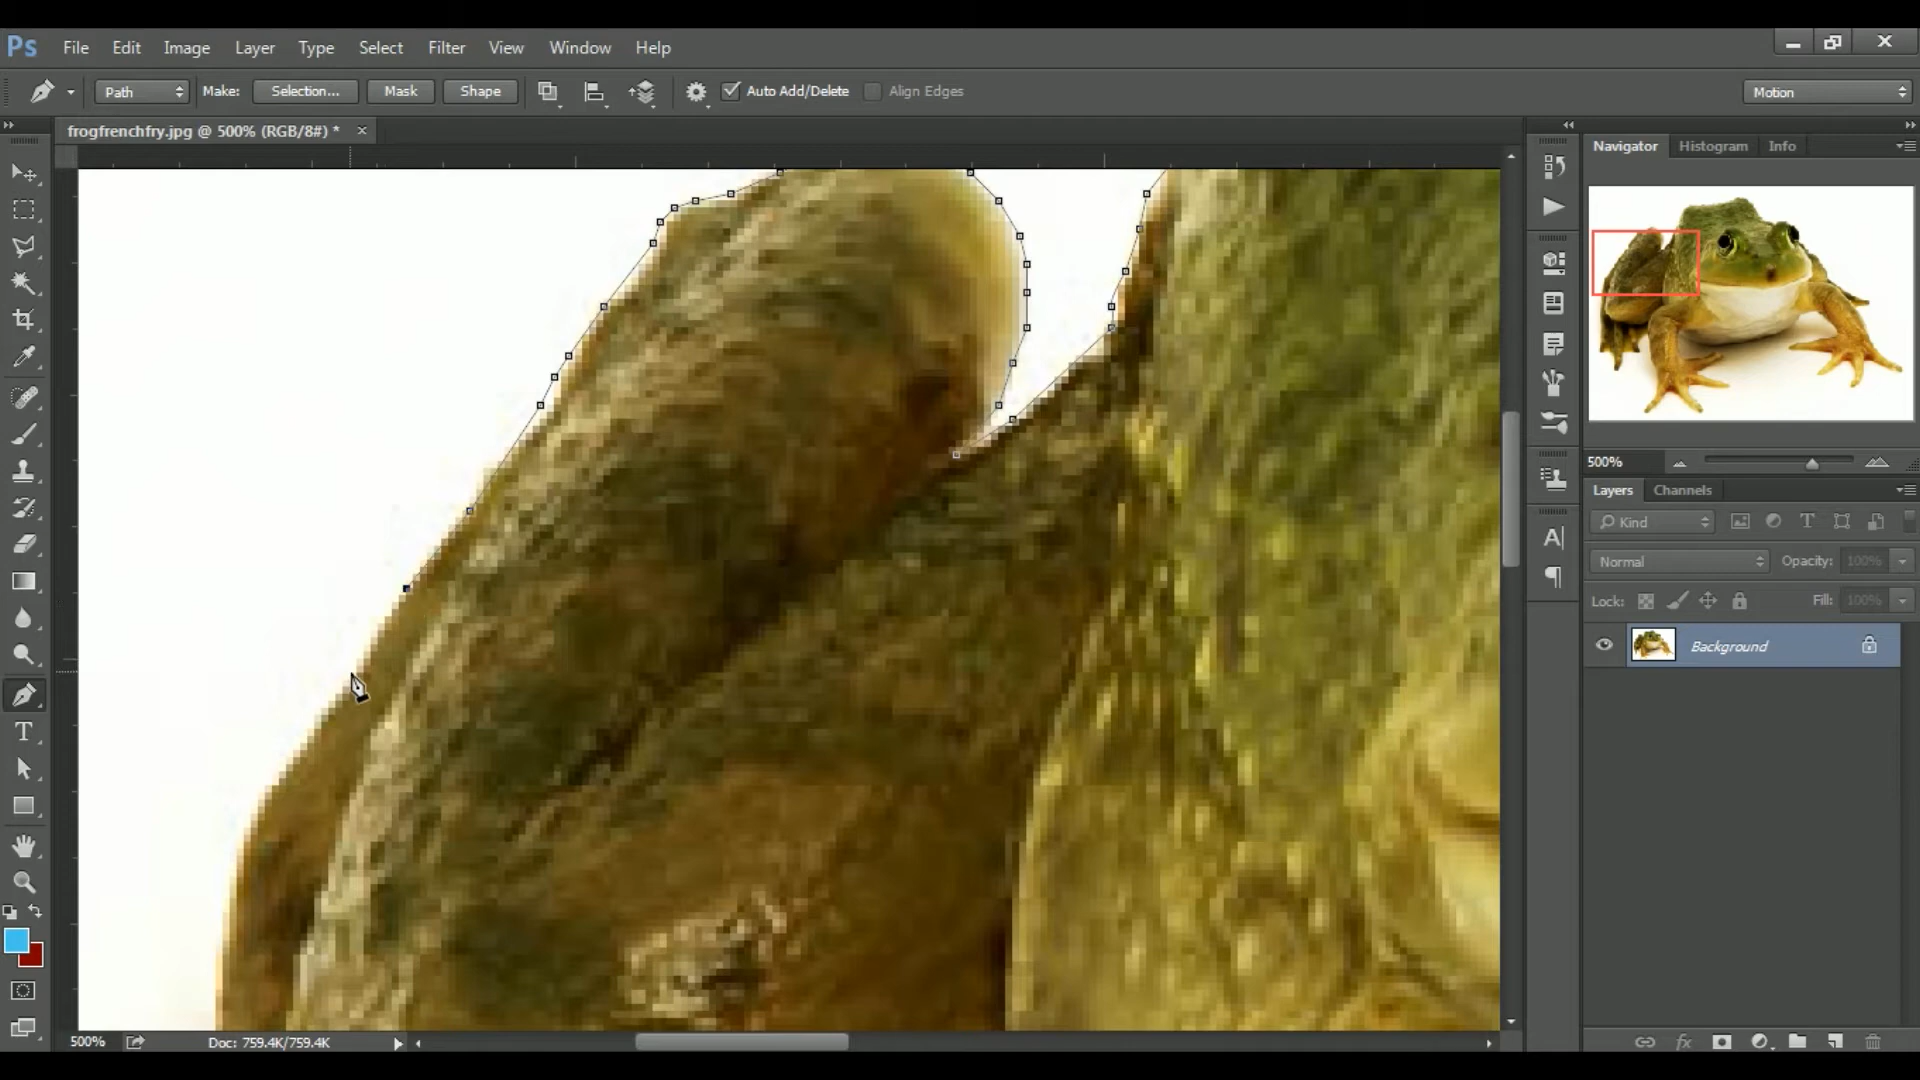 Ps File Edit Image Layer Type Select Filter View Window Help
Path Make: Selection... Mask Shape Auto Add/Delete Align Edges Motion
frogfrenchfry.jpg @ 500% (RGB/8#) *
Navigator Histogram Info
500%
Layers Channels
Kind
Normal Opacity: 100%
Lock: Fill: 100%
Background
500% Doc: 759.4K/759.4K